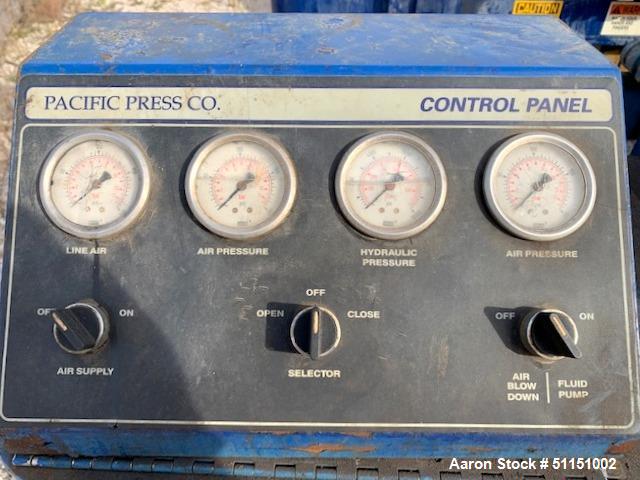 CAUTION
PACIFIC PRESS CO. CONTROL PANEL
LINE AIR AIR PRESSURE HYDRAULIC PRESSURE AIR PRESSURE
OFF ON
AIR SUPPLY
OFF
OPEN CLOSE
SELECTOR
OFF ON
AIR BLOW DOWN | FLUID PUMP
Aaron Stock # 51151002